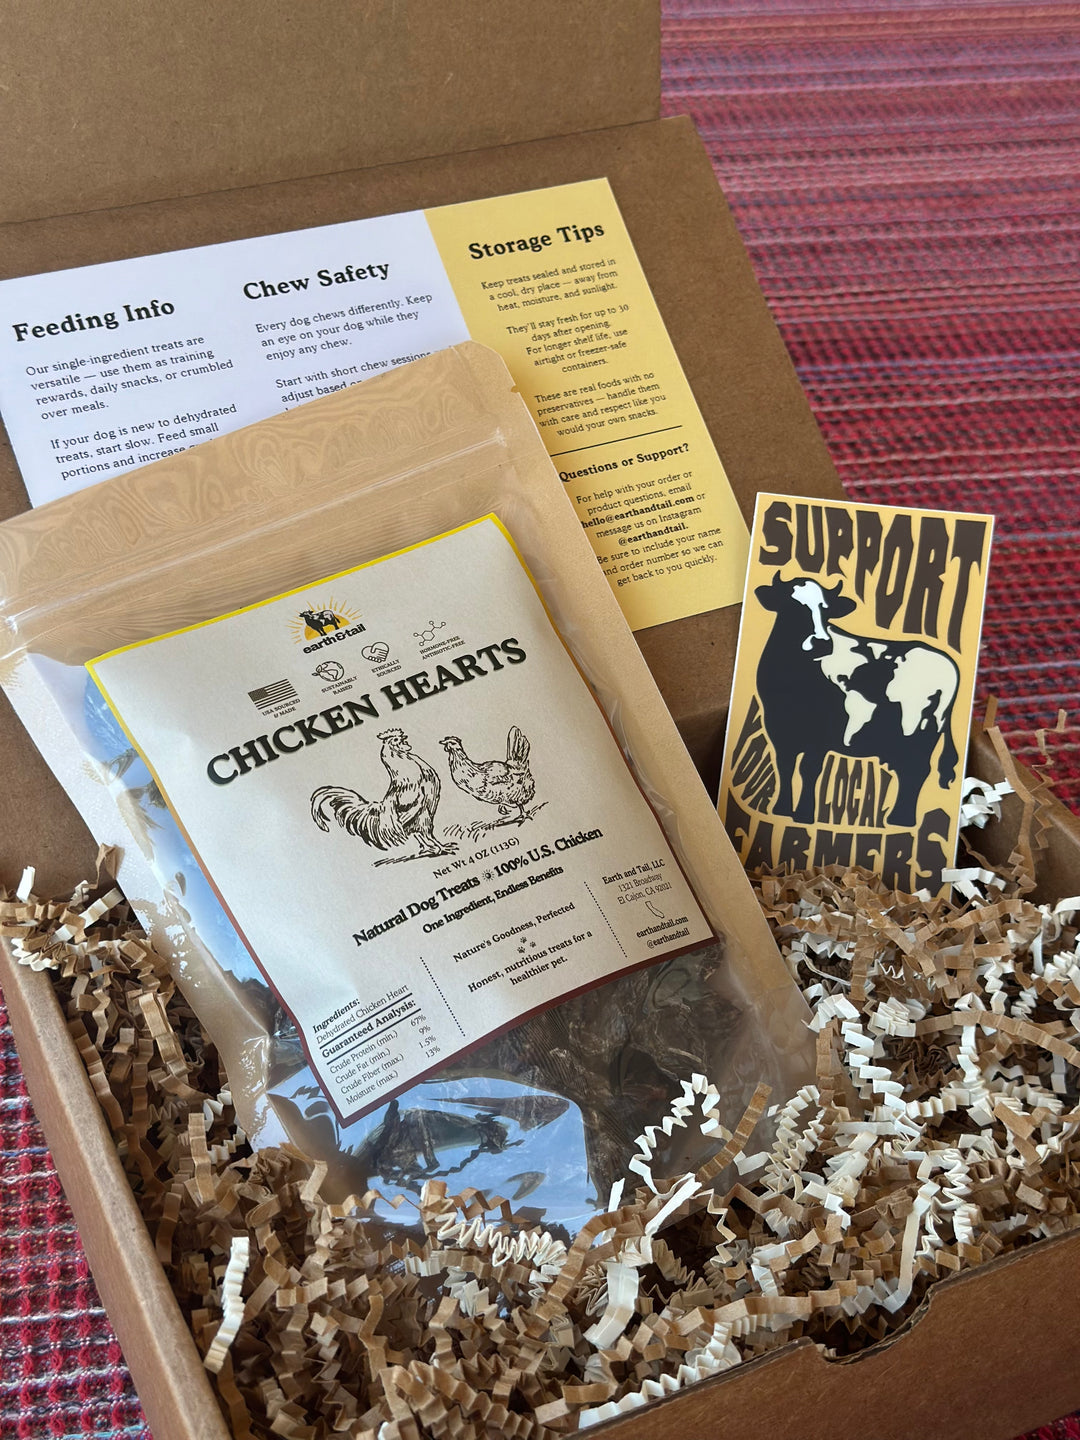 Feeding Info
Our single-ingredient treats are
versatile — use them as training
rewards, daily snacks, or crumbled
over meals.
If your dog is new to dehydrated
treats, start slow. Feed small
portions and increase
Chew Safety
Every dog chews differently. Keep
an eye on your dog while they
enjoy any chew.
Start with short chew sessions
adjust based
Storage Tips
Keep treats sealed and stored in
a cool, dry place — away from
heat, moisture, and sunlight.
They'll stay fresh for up to 30
days after opening.
For longer shelf life, use
airtight or freezer-safe
containers.
These are real foods with no
preservatives — handle them
with care and respect like you
would your own snacks.
Questions or Support?
For help with your order or
product questions, email
hello@earthandtail.com or
message us on Instagram
@earthandtail.
Be sure to include your name
and order number so we can
get back to you quickly.
earth&tail
USA SOURCED
& MADE
SUSTAINABLY
RAISED
ETHICALLY
SOURCED
HORMONE-FREE
ANTIBIOTIC-FREE
CHICKEN HEARTS
Net Wt 4 OZ (113G)
Natural Dog Treats 100% U.S. Chicken
One Ingredient, Endless Benefits
Ingredients:
Dehydrated Chicken Heart
Guaranteed Analysis:
Crude Protein (min.) 67%
Crude Fat (min.) 9%
Crude Fiber (max.) 1.5%
Moisture (max.) 13%
Nature's Goodness, Perfected
Honest, nutritious treats for a
healthier pet.
Earth and Tail, LLC
1321 Broadway
El Cajon, CA 92021
earthandtail.com
@earthandtail
SUPPORT
YOUR
LOCAL
FARMERS